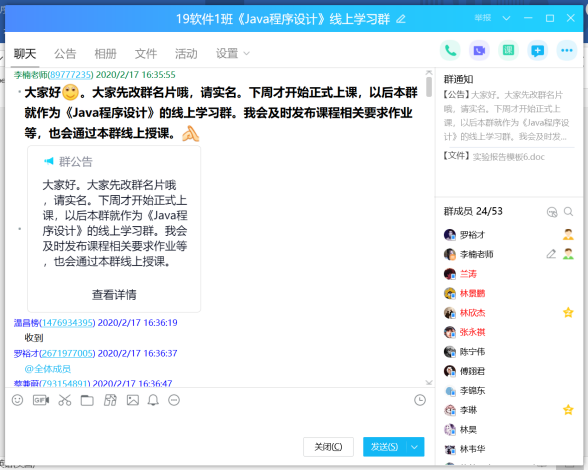 19软件1班《Java程序设计》线上学习群
举报
聊天 公告 相册 文件 活动 设置
李楠老师(89777235) 2020/2/17 16:35:55
大家好。大家先改群名片哦，请实名。下周才开始正式上课，以后本群
就作为《Java程序设计》的线上学习群。我会及时发布课程相关要求作业
等，也会通过本群线上授课。
群公告
大家好。大家先改群名片哦
，请实名。下周才开始正式上
课，以后本群就作为《Java程
序设计》的线上学习群。我会
及时发布课程相关要求作业等
，也会通过本群线上授课。
查看详情
温昌榜(1476934395) 2020/2/17 16:36:19
收到
罗裕才(2671977005) 2020/2/17 16:36:37
@全体成员
(793154891) 2020/2/17 16:36:47
GIF
关闭(C)
发送(S)
课
群通知
【公告】大家好。大家先改群名片
哦，请实名。下周才开始正式上
课，以后本群就作为《Java程序设
计》的线上学习群。我会及时发...
【文件】实验报告模板6.doc
群成员 24/53
罗裕才
李楠老师
兰涛
林景鹏
林欣杰
张永祺
陈宁伟
傅翊君
李锦东
李琳
林昊
林韦华